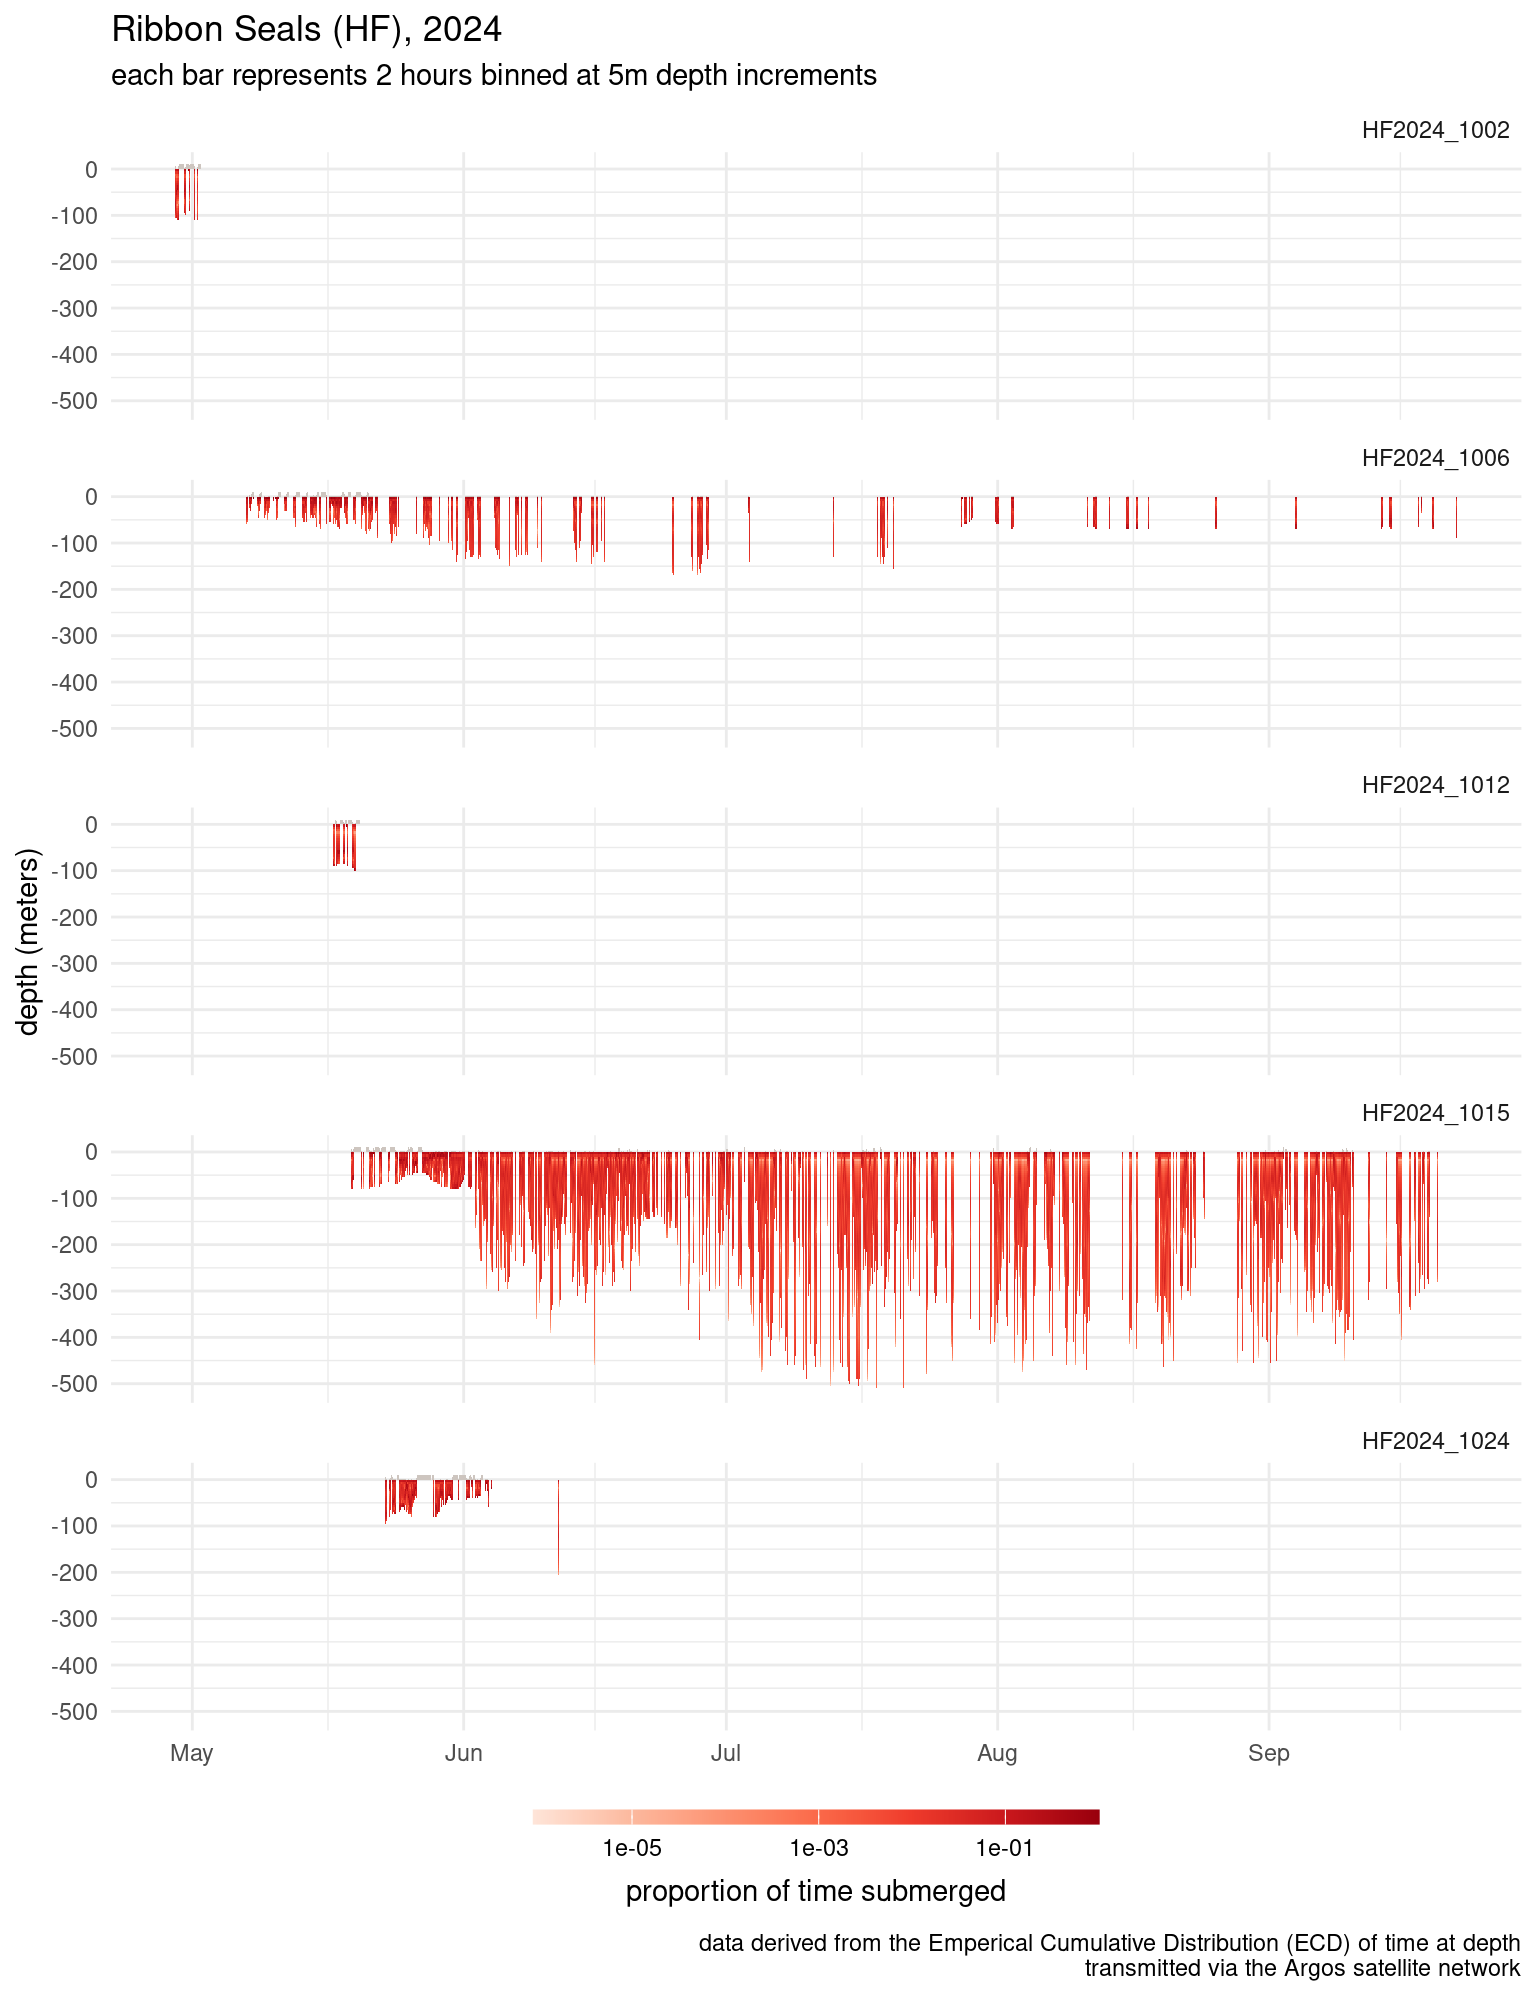 Ribbon Seals (HF), 2024
each bar represents 2 hours binned at 5m depth increments
HF2024_1002
0
-100
-200
-300
-400
-500
HF2024_1006
0
-100
-200
-300
-400
-500
HF2024_1012
0
-100
-200
-300
-400
-500
depth (meters)
HF2024_1015
0
-100
-200
-300
-400
-500
HF2024_1024
0
-100
-200
-300
-400
-500
May Jun Jul Aug Sep
1e-05 1e-03 1e-01
proportion of time submerged
data derived from the Emperical Cumulative Distribution (ECD) of time at depth
transmitted via the Argos satellite network